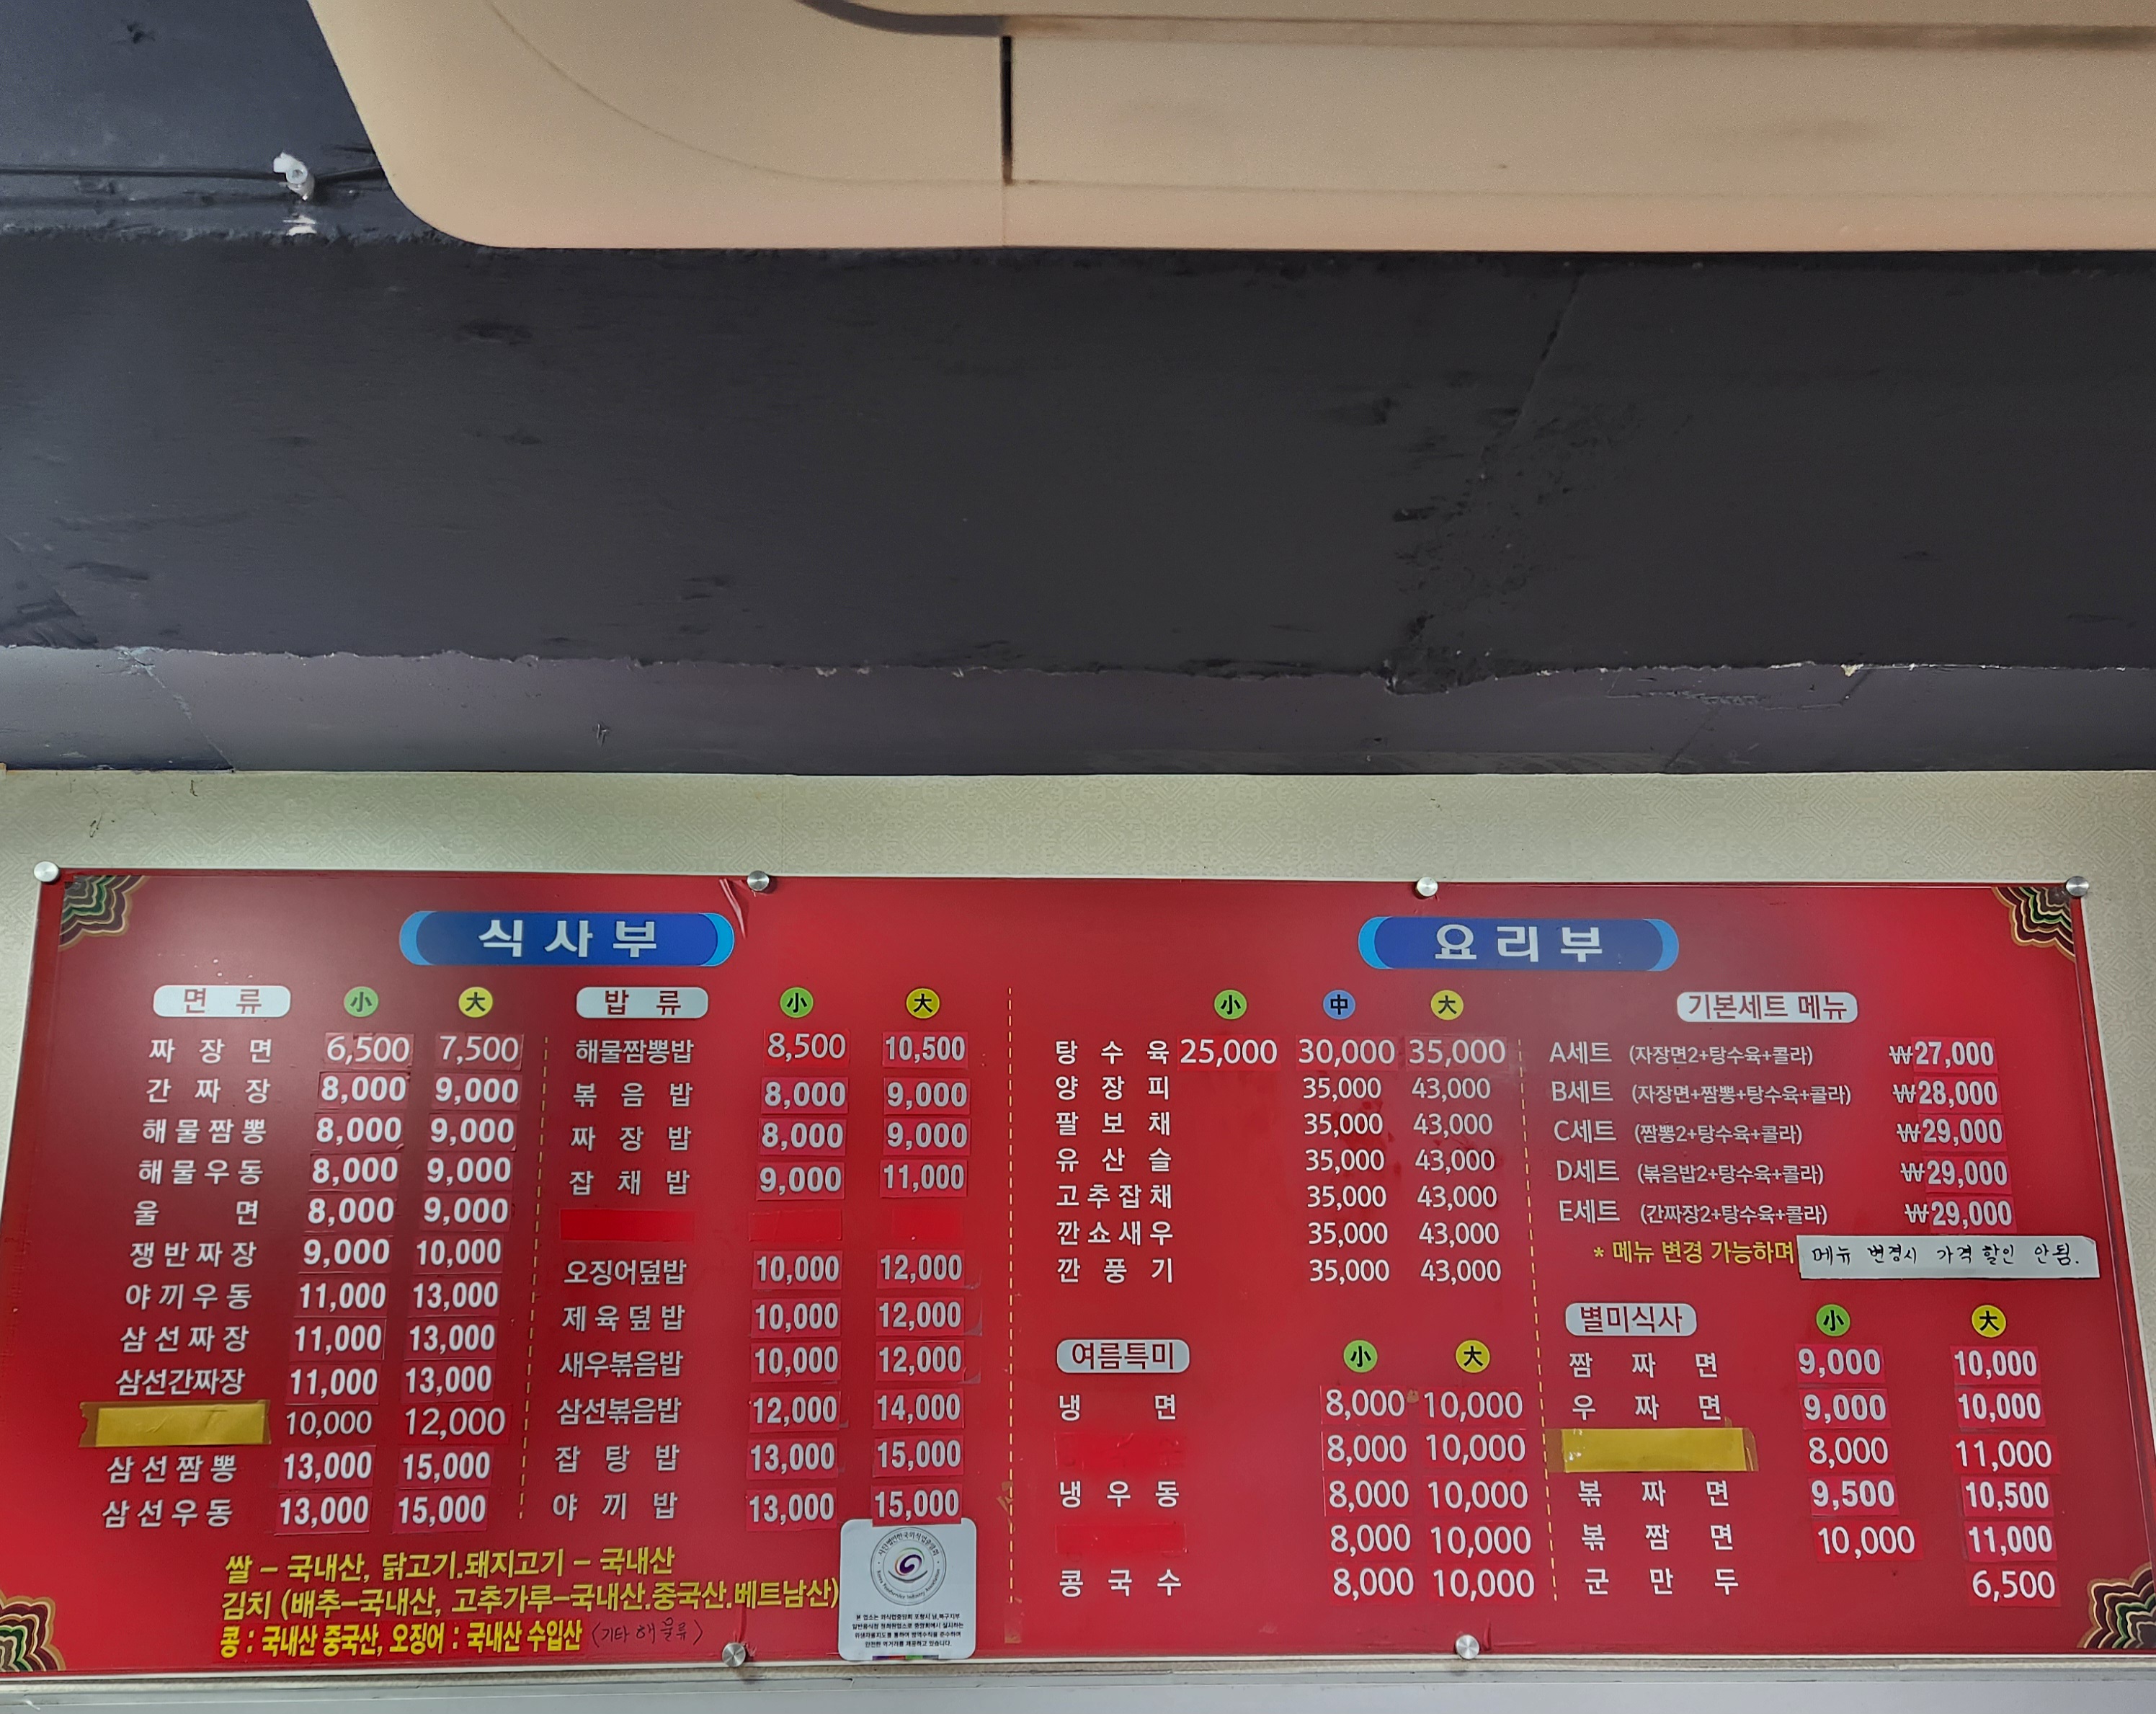 식사부
면 류 小 大
짜 장 면 6,500 7,500
간 짜 장 8,000 9,000
해물짬뽕 8,000 9,000
해물우동 8,000 9,000
울 면 8,000 9,000
쟁반짜장 9,000 10,000
야끼우동 11,000 13,000
삼선짜장 11,000 13,000
삼선간짜장 11,000 13,000
10,000 12,000
삼선짬뽕 13,000 15,000
삼선우동 13,000 15,000
밥 류 小 大
해물짬뽕밥 8,500 10,500
볶 음 밥 8,000 9,000
짜 장 밥 8,000 9,000
잡 채 밥 9,000 11,000
오징어덮밥 10,000 12,000
제육덮밥 10,000 12,000
새우볶음밥 10,000 12,000
삼선볶음밥 12,000 14,000
잡 탕 밥 13,000 15,000
야 끼 밥 13,000 15,000
쌀 - 국내산, 닭고기.돼지고기 - 국내산
김치 (배추-국내산, 고추가루-국내산,중국산,베트남산)
콩 : 국내산 중국산, 오징어 : 국내산 수입산 (기타 해물류)
요리부
小 中 大
탕 수 육 25,000 30,000 35,000
양 장 피 35,000 43,000
팔 보 채 35,000 43,000
유 산 슬 35,000 43,000
고추잡채 35,000 43,000
깐쇼새우 35,000 43,000
깐 풍 기 35,000 43,000
여름특미 小 大
냉 면 8,000 10,000
8,000 10,000
냉 우 동 8,000 10,000
8,000 10,000
콩 국 수 8,000 10,000
기본세트 메뉴
A세트 (자장면2+탕수육+콜라) ₩27,000
B세트 (자장면+짬뽕+탕수육+콜라) ₩28,000
C세트 (짬뽕2+탕수육+콜라) ₩29,000
D세트 (볶음밥2+탕수육+콜라) ₩29,000
E세트 (간짜장2+탕수육+콜라) ₩29,000
* 메뉴 변경 가능하며 메뉴 변경시 가격 할인 안됨.
별미식사 小 大
짬 짜 면 9,000 10,000
우 짜 면 9,000 10,000
8,000 11,000
볶 짜 면 9,500 10,500
볶 짬 면 10,000 11,000
군 만 두 6,500